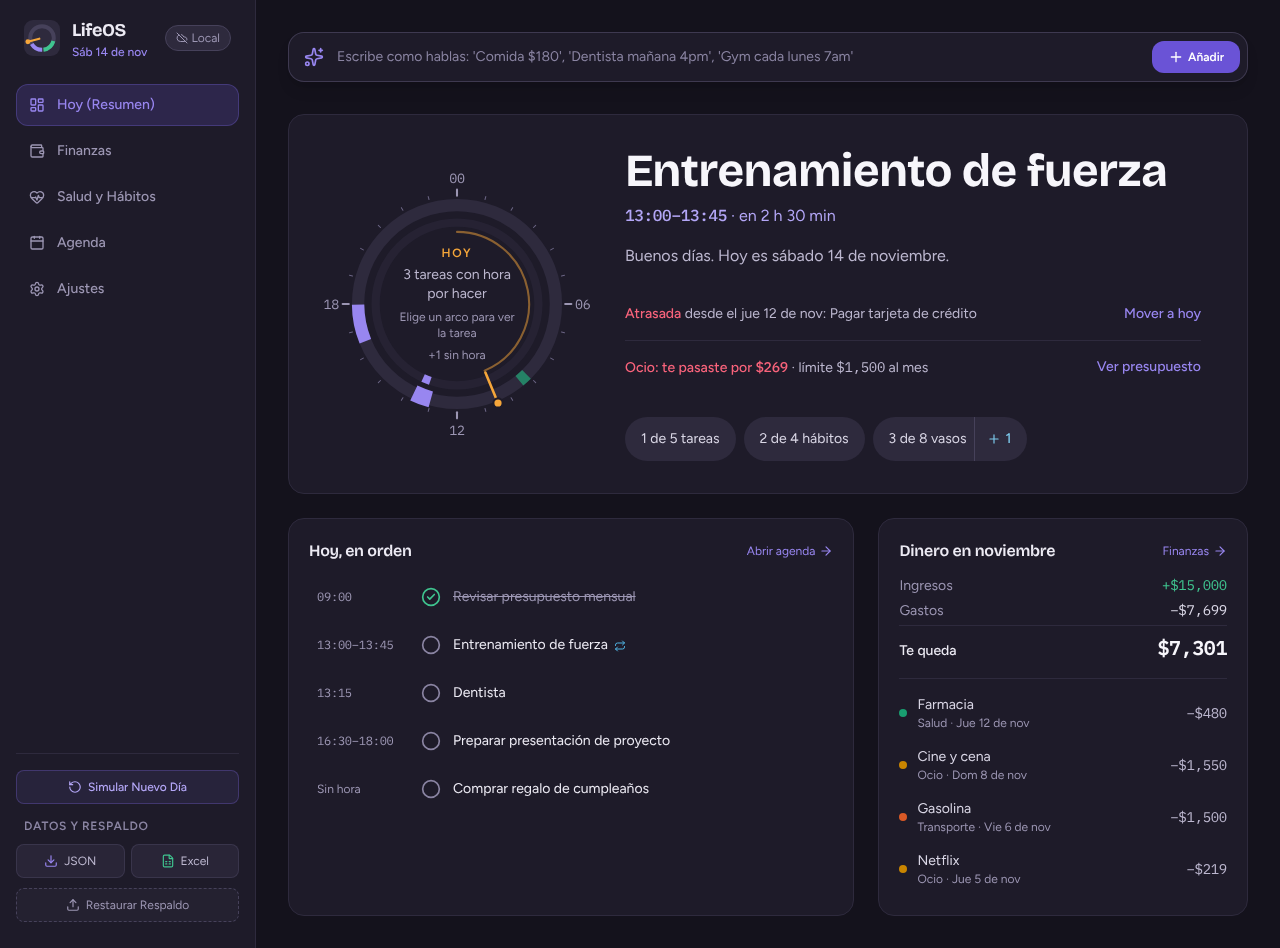 LifeOS
Sáb 14 de nov
Local
Hoy (Resumen)
Finanzas
Salud y Hábitos
Agenda
Ajustes
Simular Nuevo Día
DATOS Y RESPALDO
JSON
Excel
Restaurar Respaldo
Escribe como hablas: 'Comida $180', 'Dentista mañana 4pm', 'Gym cada lunes 7am'
Añadir
00
06
12
18
HOY
3 tareas con hora
por hacer
Elige un arco para ver
la tarea
+1 sin hora
Entrenamiento de fuerza
13:00–13:45 · en 2 h 30 min
Buenos días. Hoy es sábado 14 de noviembre.
Atrasada desde el jue 12 de nov: Pagar tarjeta de crédito
Mover a hoy
Ocio: te pasaste por $269 · límite $1,500 al mes
Ver presupuesto
1 de 5 tareas
2 de 4 hábitos
3 de 8 vasos
+ 1
Hoy, en orden
Abrir agenda →
09:00 Revisar presupuesto mensual
13:00–13:45 Entrenamiento de fuerza
13:15 Dentista
16:30–18:00 Preparar presentación de proyecto
Sin hora Comprar regalo de cumpleaños
Dinero en noviembre
Finanzas →
Ingresos +$15,000
Gastos −$7,699
Te queda $7,301
Farmacia
Salud · Jue 12 de nov
−$480
Cine y cena
Ocio · Dom 8 de nov
−$1,550
Gasolina
Transporte · Vie 6 de nov
−$1,500
Netflix
Ocio · Jue 5 de nov
−$219